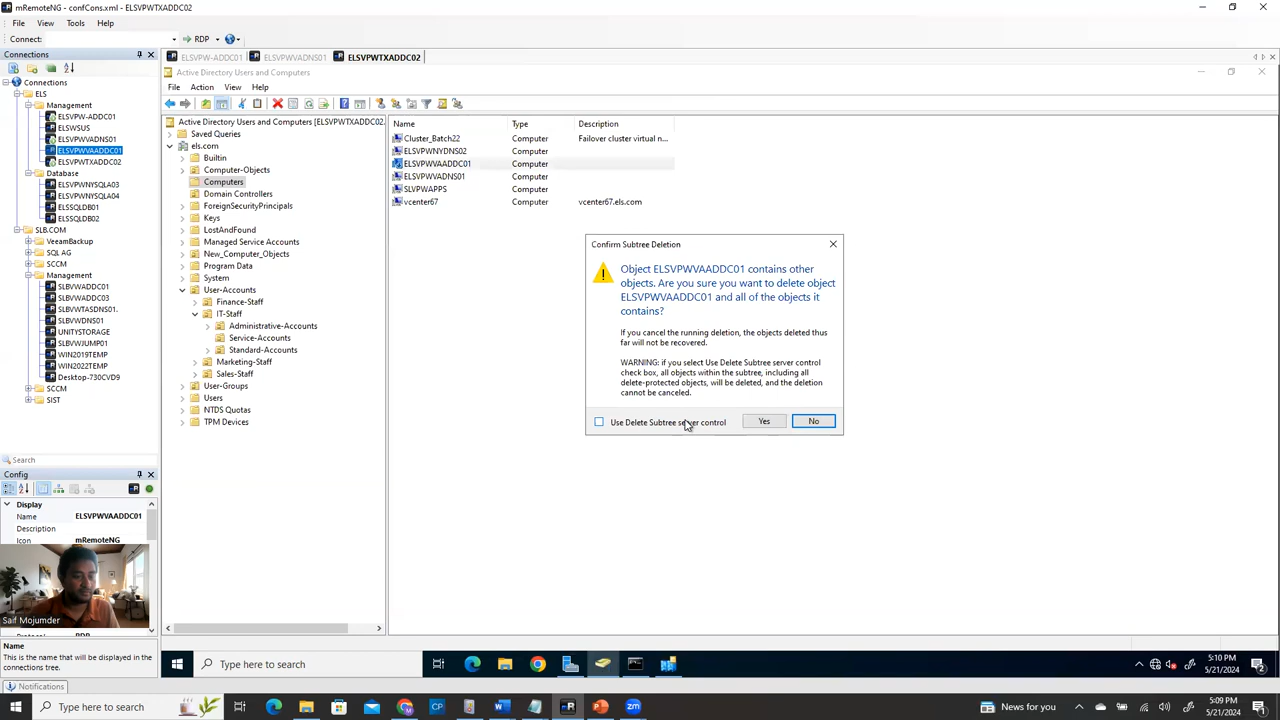 mRemoteNG - confCons.xml - ELSVPWTXADDC02
File View Tools Help
Connect: RDP
Connections
ELSVPW-ADDC01 ELSVPWVADNS01 ELSVPWTXADDC02
Active Directory Users and Computers
File Action View Help
Connections
ELS
Management
ELSVPW-ADDC01
ELSWSUS
ELSVPWVADNS01
ELSVPWVAADDC01
ELSVPWTXADDC02
Database
ELSVPWNYSQLA03
ELSVPWNYSQLA04
ELSSQLDB01
ELSSQLDB02
SLB.COM
VeeamBackup
SQL AG
SCCM
Management
SLBVWADDC01
SLBVWADDC03
SLBVWTASDNS01.
SLBVWDNS01
UNITYSTORAGE
SLBVWJUMP01
WIN2019TEMP
WIN2022TEMP
Desktop-730CVD9
SCCM
SIST
Active Directory Users and Computers [ELSVPWTXADDC02.
Saved Queries
els.com
Builtin
Computer-Objects
Computers
Domain Controllers
ForeignSecurityPrincipals
Keys
LostAndFound
Managed Service Accounts
New_Computer_Objects
Program Data
System
User-Accounts
Finance-Staff
IT-Staff
Administrative-Accounts
Service-Accounts
Standard-Accounts
Marketing-Staff
Sales-Staff
User-Groups
Users
NTDS Quotas
TPM Devices
Name Type Description
Cluster_Batch22 Computer Failover cluster virtual n...
ELSVPWNYDNS02 Computer
ELSVPWVAADDC01 Computer
ELSVPWVADNS01 Computer
SLVPWAPPS Computer
vcenter67 Computer vcenter67.els.com
Confirm Subtree Deletion
Object ELSVPWVAADDC01 contains other
objects. Are you sure you want to delete object
ELSVPWVAADDC01 and all of the objects it
contains?
If you cancel the running deletion, the objects deleted thus
far will not be recovered.
WARNING: if you select Use Delete Subtree server control
check box, all objects within the subtree, including all
delete-protected objects, will be deleted, and the deletion
cannot be canceled.
Use Delete Subtree server control Yes No
Search
Config
Display
Name ELSVPWVAADDC01
Description
Icon mRemoteNG
Saif Mojumder
Protocol RDP
Name
This is the name that will be displayed in the
connections tree.
Notifications
Type here to search
5:10 PM
5/21/2024
2
Type here to search
News for you
5:09 PM
5/21/2024
1